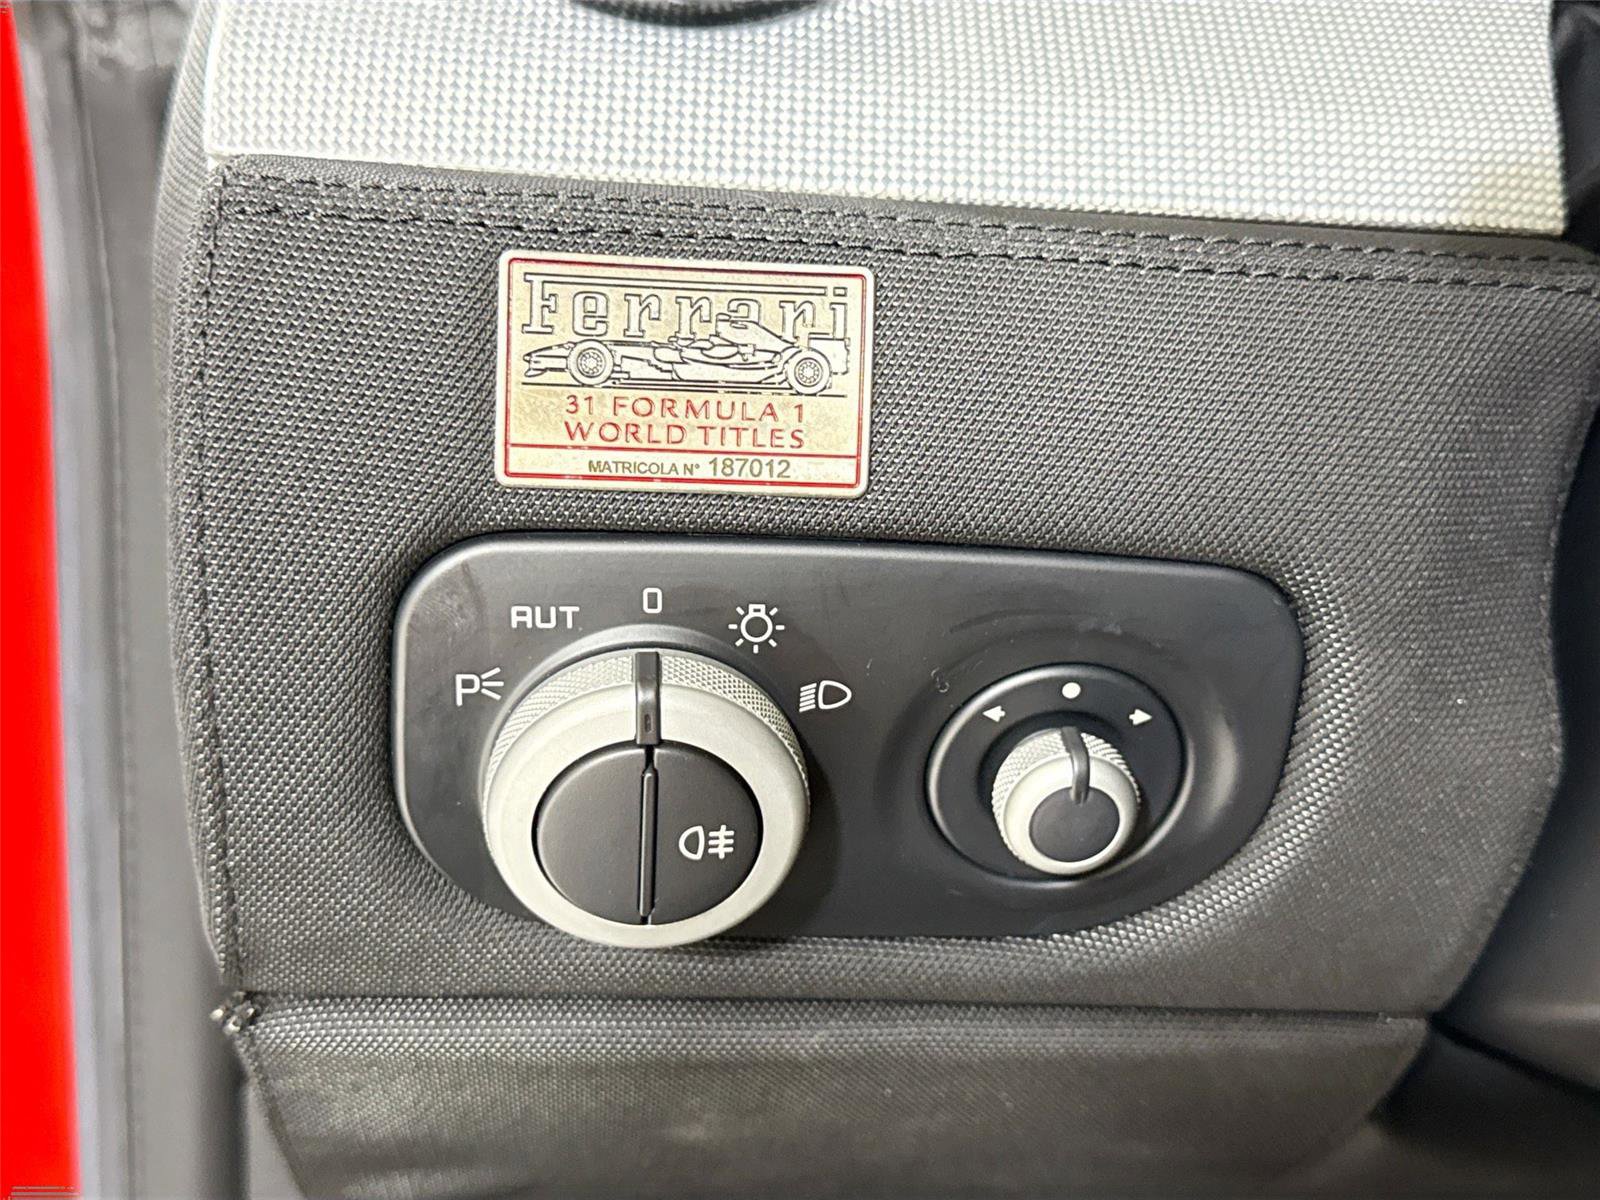 Ferrari
31 FORMULA 1
WORLD TITLES
MATRICOLA N° 187012
AUT
0
P